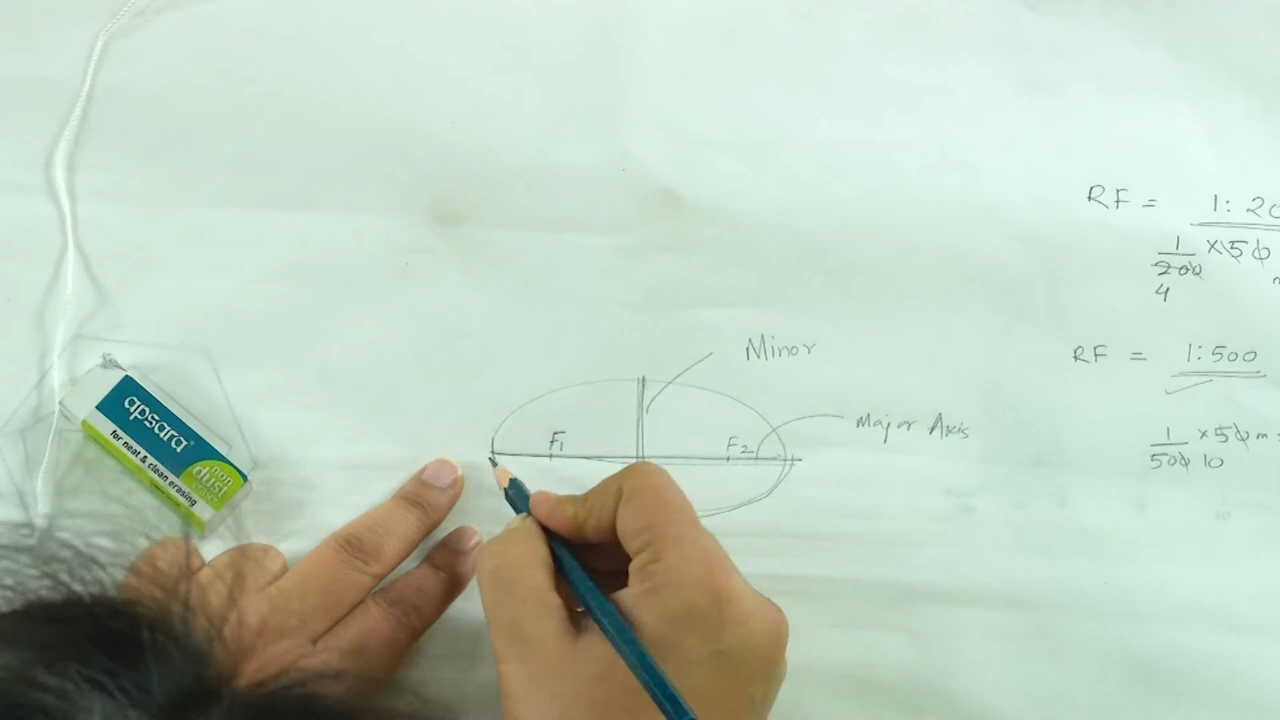 RF = 1: 20
1
200
× 50
4
Minor
RF = 1:500
F1
F2
Major Axis
1
500
× 50 m
10
apsara
for neat & clean erasing
non
dust